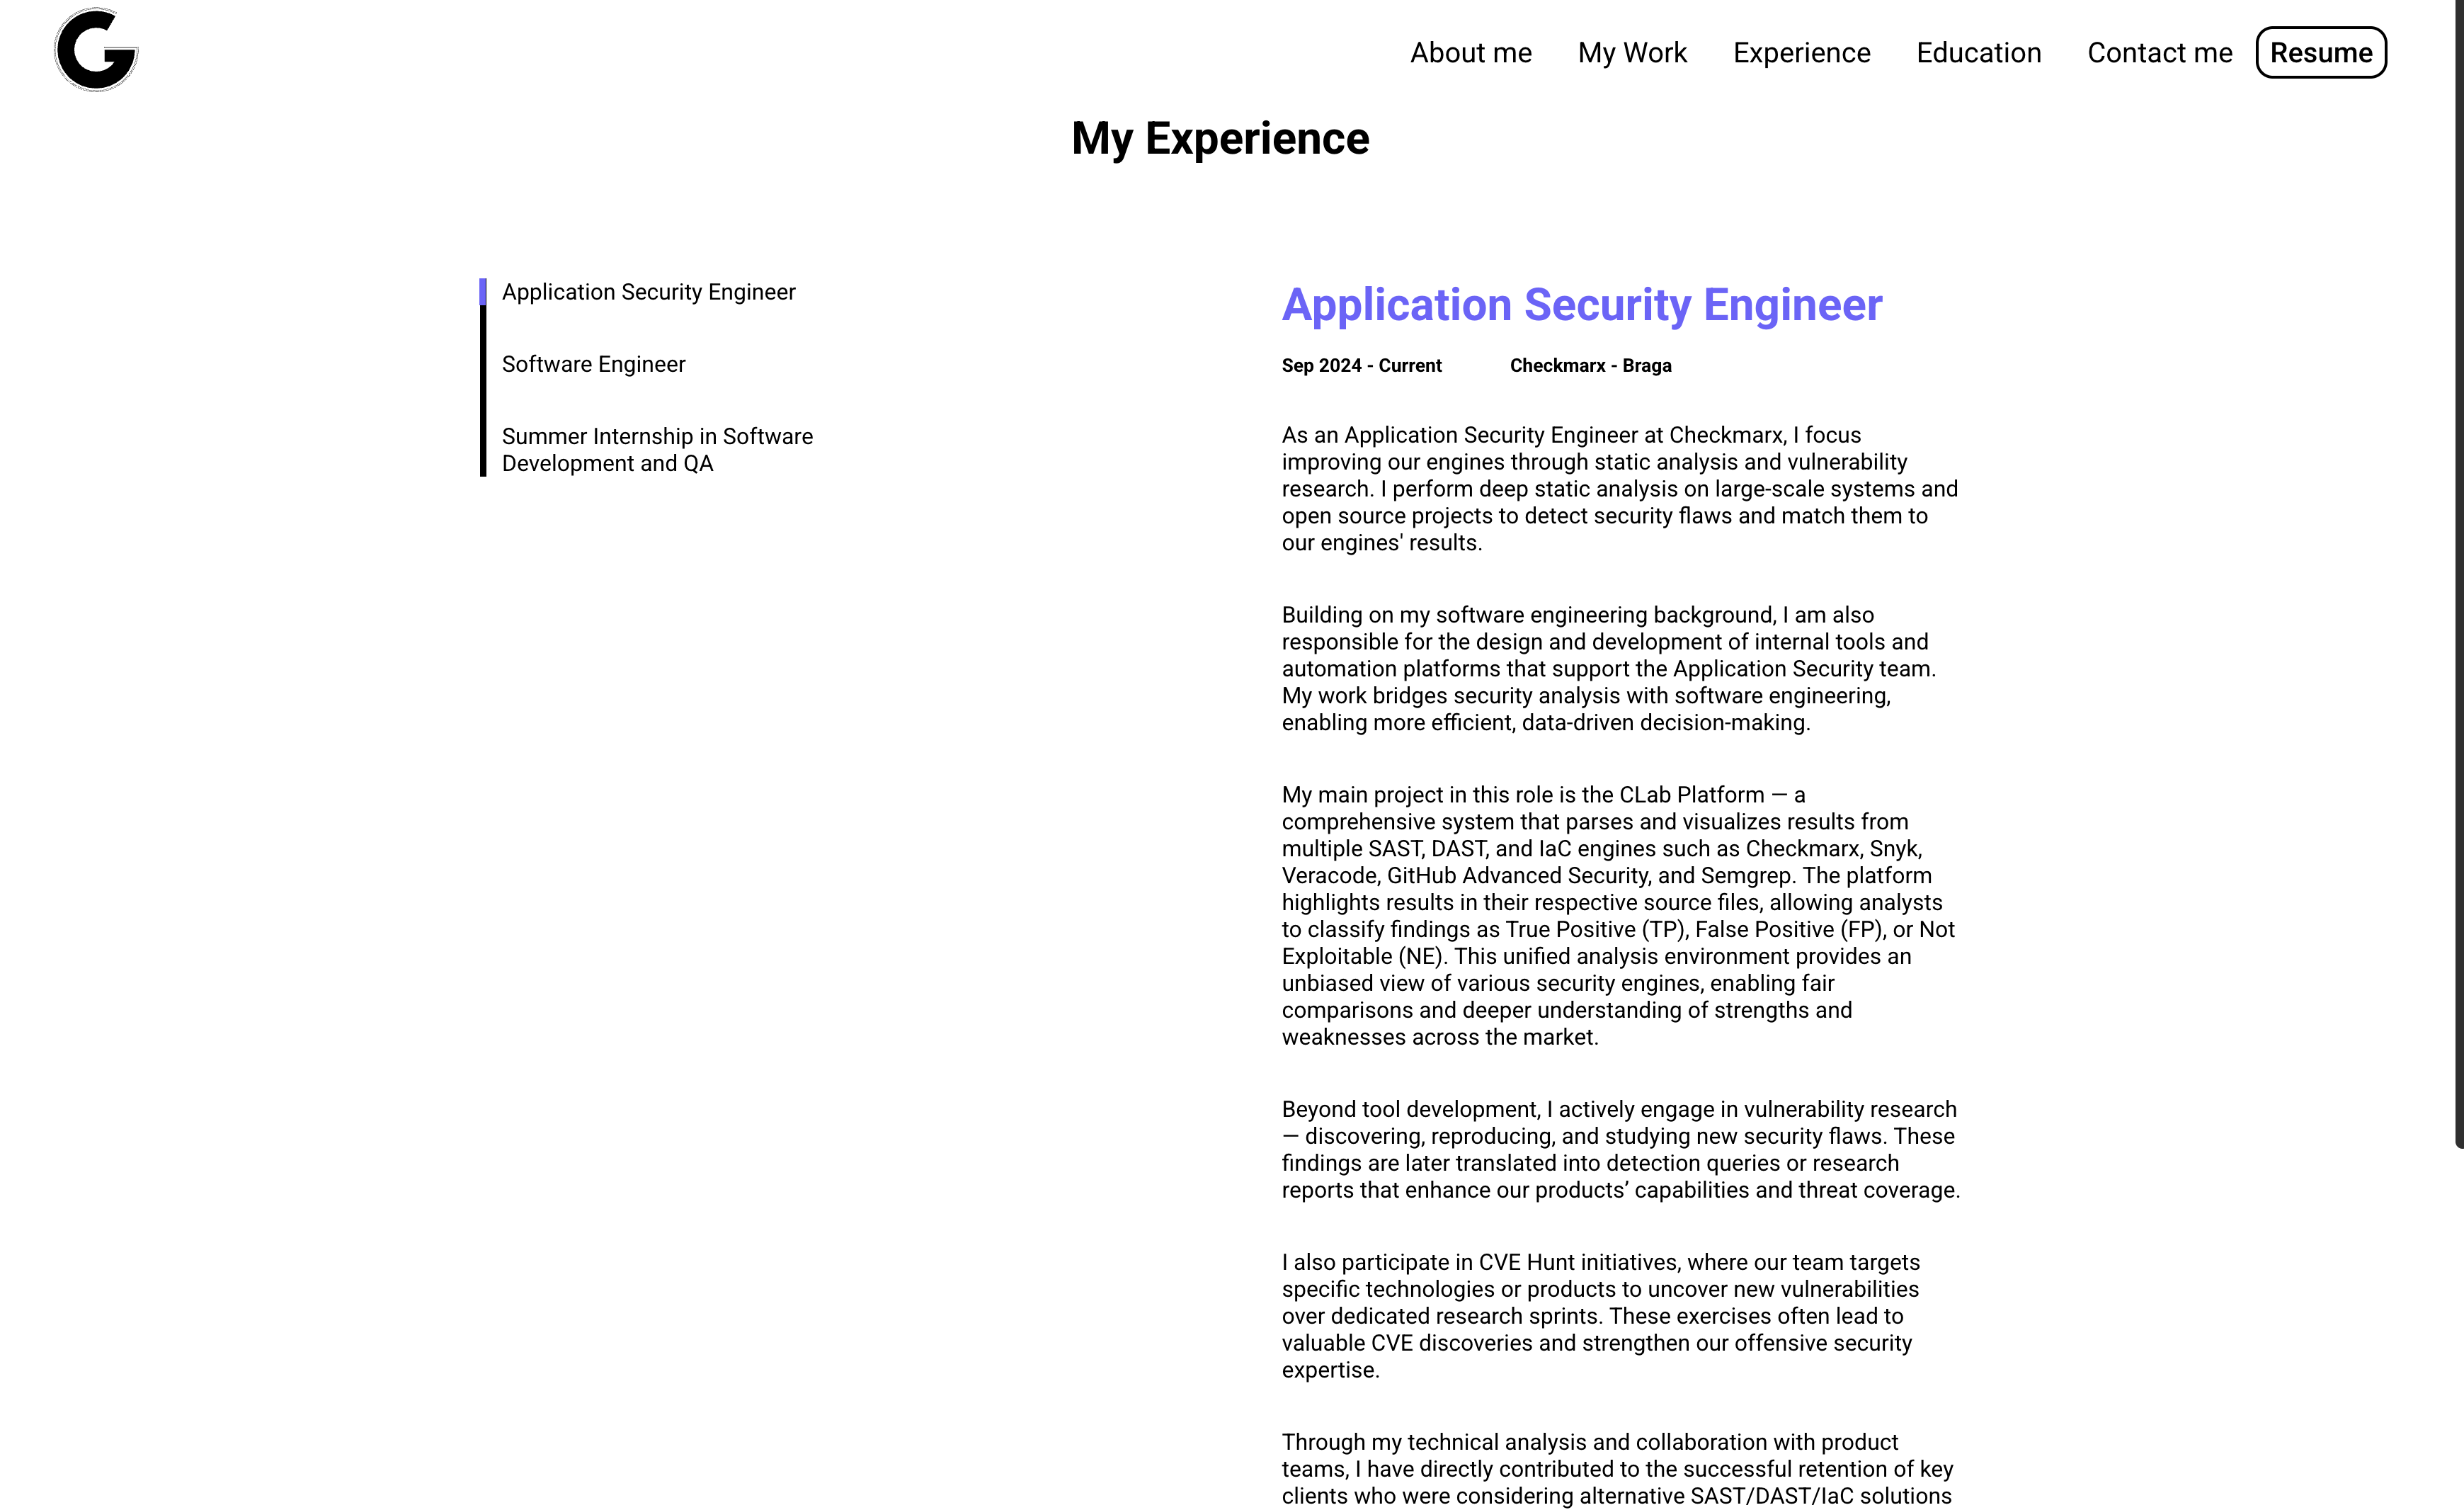 G
About me My Work Experience Education Contact me Resume
My Experience
Application Security Engineer
Software Engineer
Summer Internship in Software
Development and QA
Application Security Engineer
Sep 2024 - Current Checkmarx - Braga
As an Application Security Engineer at Checkmarx, I focus
improving our engines through static analysis and vulnerability
research. I perform deep static analysis on large-scale systems and
open source projects to detect security flaws and match them to
our engines' results.
Building on my software engineering background, I am also
responsible for the design and development of internal tools and
automation platforms that support the Application Security team.
My work bridges security analysis with software engineering,
enabling more efficient, data-driven decision-making.
My main project in this role is the CLab Platform — a
comprehensive system that parses and visualizes results from
multiple SAST, DAST, and IaC engines such as Checkmarx, Snyk,
Veracode, GitHub Advanced Security, and Semgrep. The platform
highlights results in their respective source files, allowing analysts
to classify findings as True Positive (TP), False Positive (FP), or Not
Exploitable (NE). This unified analysis environment provides an
unbiased view of various security engines, enabling fair
comparisons and deeper understanding of strengths and
weaknesses across the market.
Beyond tool development, I actively engage in vulnerability research
— discovering, reproducing, and studying new security flaws. These
findings are later translated into detection queries or research
reports that enhance our products’ capabilities and threat coverage.
I also participate in CVE Hunt initiatives, where our team targets
specific technologies or products to uncover new vulnerabilities
over dedicated research sprints. These exercises often lead to
valuable CVE discoveries and strengthen our offensive security
expertise.
Through my technical analysis and collaboration with product
teams, I have directly contributed to the successful retention of key
clients who were considering alternative SAST/DAST/IaC solutions